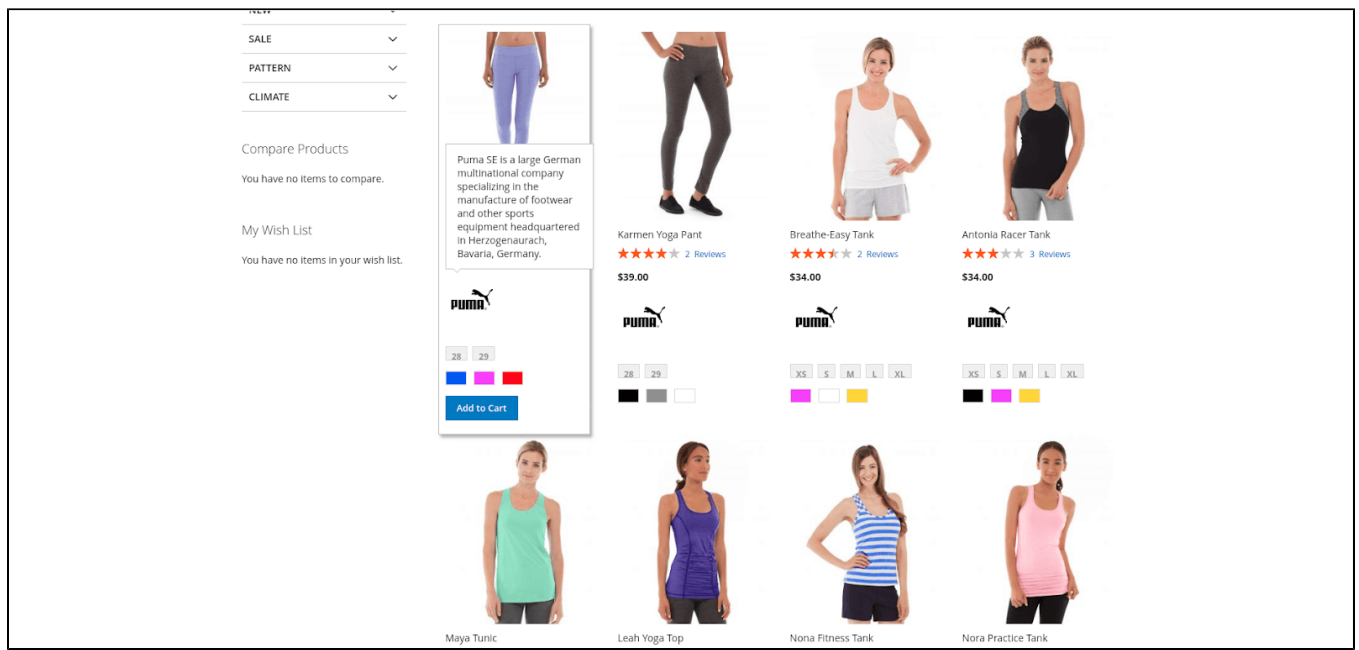 NEW
SALE
PATTERN
CLIMATE
Compare Products
You have no items to compare.
My Wish List
You have no items in your wish list.
Puma SE is a large German
multinational company
specializing in the
manufacture of footwear
and other sports
equipment headquartered
in Herzogenaurach,
Bavaria, Germany.
PUMA
28 29
Add to Cart
Karmen Yoga Pant
2 Reviews
$39.00
PUMA
28 29
Breathe-Easy Tank
2 Reviews
$34.00
PUMA
XS S M L XL
Antonia Racer Tank
3 Reviews
$34.00
PUMA
XS S M L XL
Maya Tunic
Leah Yoga Top
Nona Fitness Tank
Nora Practice Tank